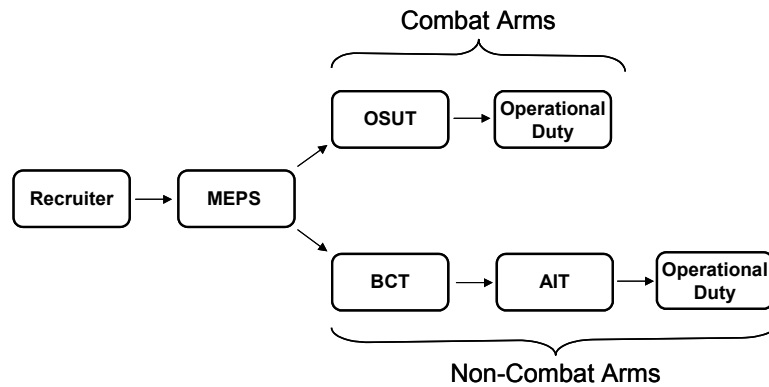 Combat Arms
OSUT
Operational
Duty
Recruiter
MEPS
BCT
AIT
Operational
Duty
Non-Combat Arms